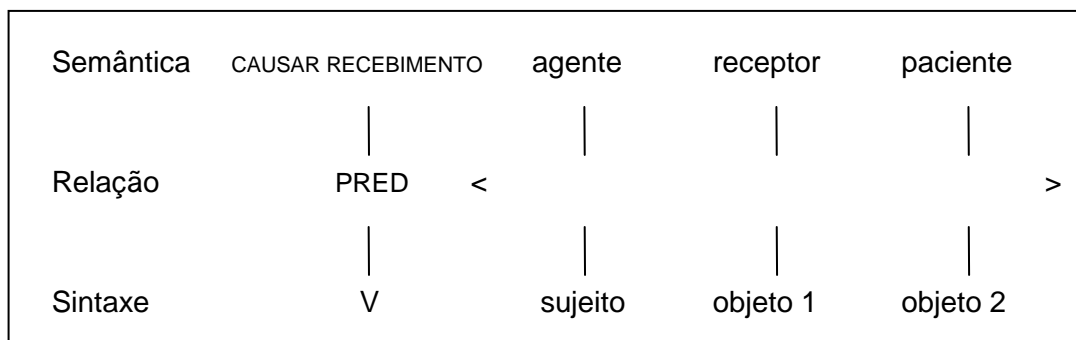 Semântica CAUSAR RECEBIMENTO agente receptor paciente
Relação PRED < >
Sintaxe V sujeito objeto 1 objeto 2